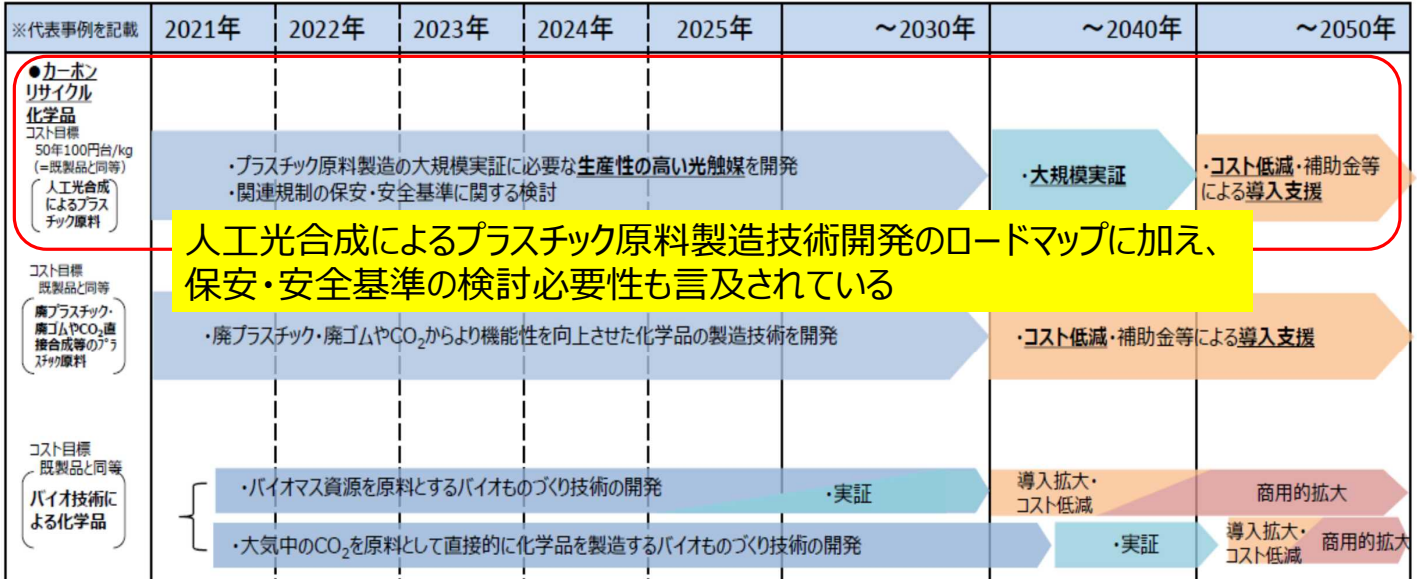 ※代表事例を記載 2021年 2022年 2023年 2024年 2025年 ～2030年 ～2040年 ～2050年
●カーボン
リサイクル
化学品
コスト目標
50年100円台/kg
(=既製品と同等)
人工光合成
によるプラス
チック原料
・プラスチック原料製造の大規模実証に必要な生産性の高い光触媒を開発
・関連規制の保安・安全基準に関する検討
・大規模実証
・コスト低減・補助金等
による導入支援
人工光合成によるプラスチック原料製造技術開発のロードマップに加え、
保安・安全基準の検討必要性も言及されている
コスト目標
既製品と同等
廃プラスチック・
廃ゴムやCO₂直
接合成等のプラ
スチック原料
・廃プラスチック・廃ゴムやCO₂からより機能性を向上させた化学品の製造技術を開発
・コスト低減・補助金等による導入支援
コスト目標
既製品と同等
バイオ技術に
よる化学品
・バイオマス資源を原料とするバイオものづくり技術の開発
・実証
導入拡大・
コスト低減
商用的拡大
・大気中のCO₂を原料として直接的に化学品を製造するバイオものづくり技術の開発
・実証
導入拡大・
コスト低減
商用的拡大